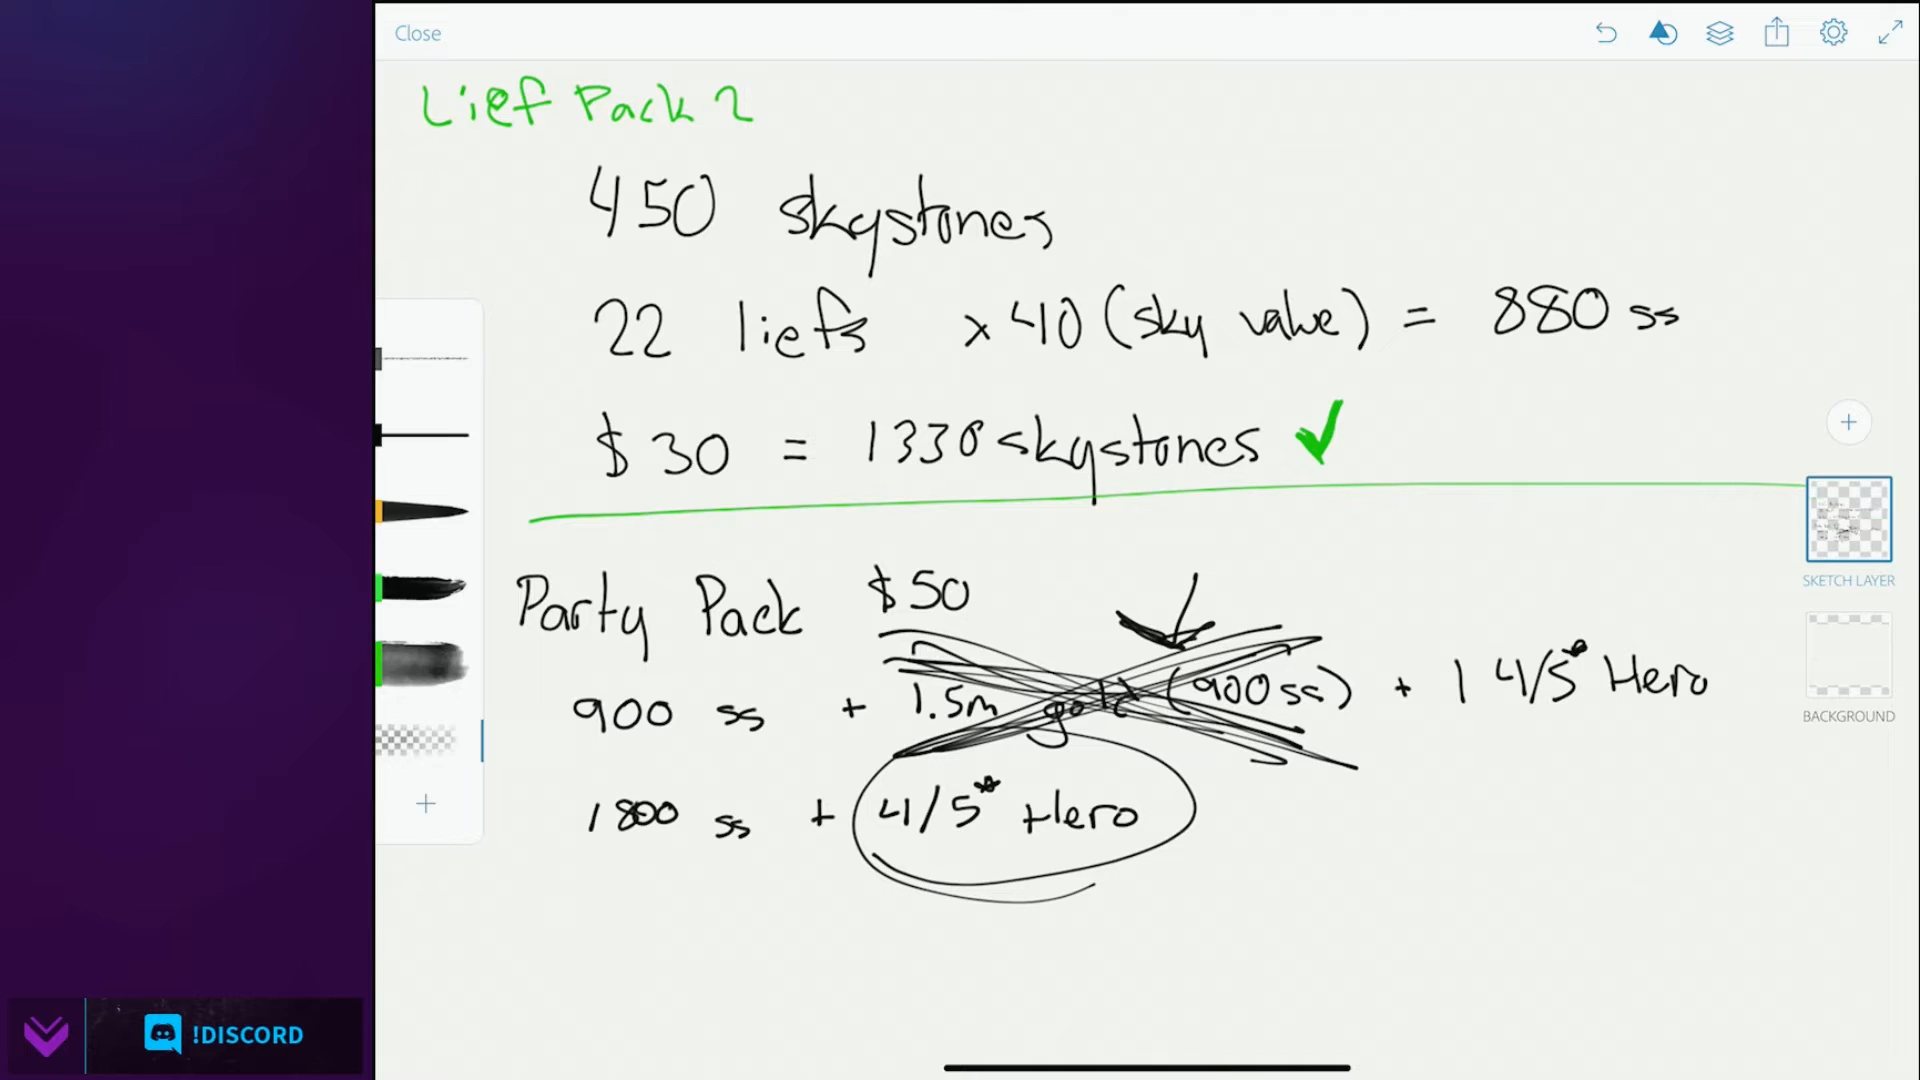 Close
Lief Pack 2
450 skystones
22 liefs x 40 (sky value) = 880 ss
$30 = 1330 skystones ✓
Party Pack $50
900 ss + 1.5m gold (900 ss) + 1 4/5* Hero
1800 ss + 4/5* Hero
SKETCH LAYER
BACKGROUND
!DISCORD